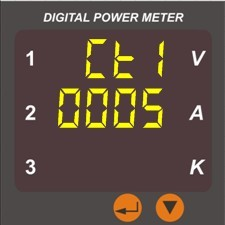 DIGITAL POWER METER
1 Ct1 V
2 0005 A
3 K